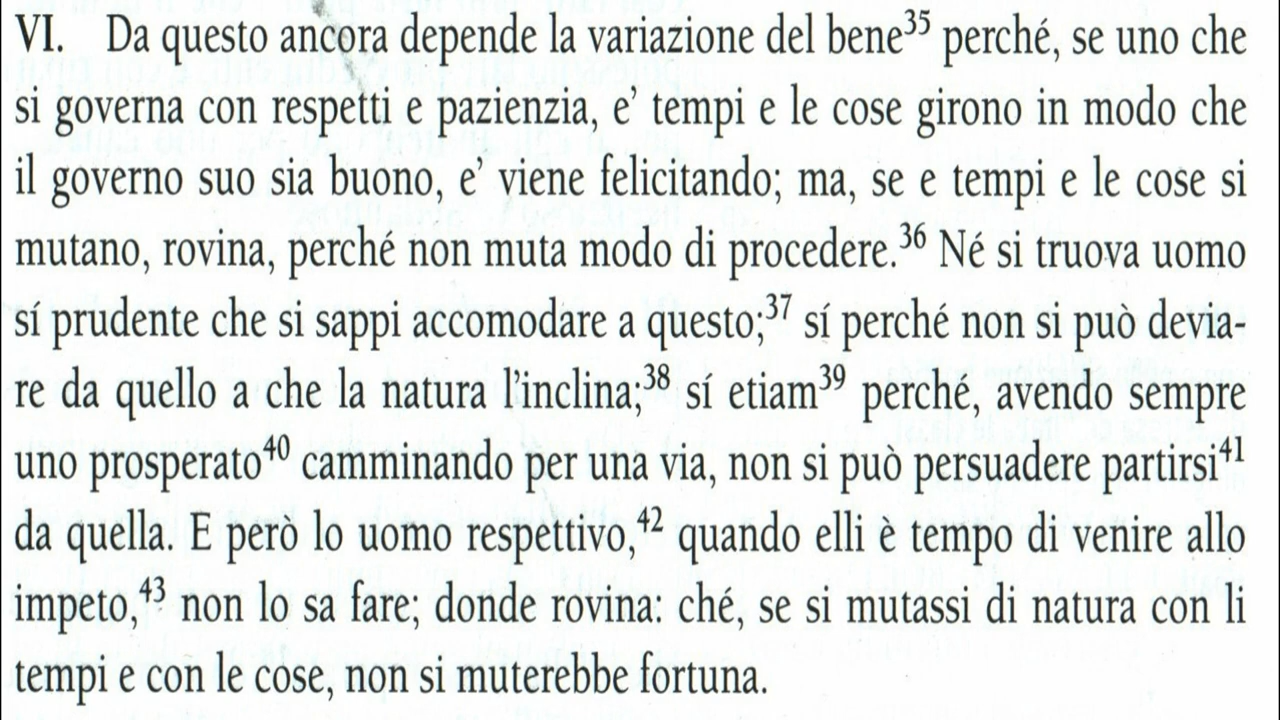 VI. Da questo ancora depende la variazione del bene³⁵ perché, se uno che
si governa con respetti e pazienzia, e’ tempi e le cose girono in modo che
il governo suo sia buono, e’ viene felicitando; ma, se e tempi e le cose si
mutano, rovina, perché non muta modo di procedere.³⁶ Né si truova uomo
sí prudente che si sappi accomodare a questo;³⁷ sí perché non si può devia-
re da quello a che la natura l’inclina;³⁸ sí etiam³⁹ perché, avendo sempre
uno prosperato⁴⁰ camminando per una via, non si può persuadere partirsi⁴¹
da quella. E però lo uomo respettivo,⁴² quando elli è tempo di venire allo
impeto,⁴³ non lo sa fare; donde rovina: ché, se si mutassi di natura con li
tempi e con le cose, non si muterebbe fortuna.